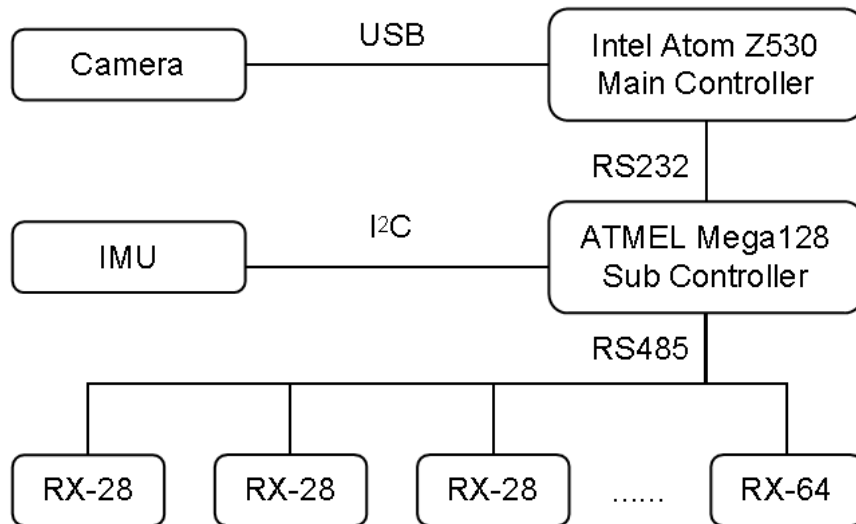 USB
Camera
Intel Atom Z530
Main Controller
RS232
I²C
IMU
ATMEL Mega128
Sub Controller
RS485
RX-28
RX-28
RX-28
......
RX-64